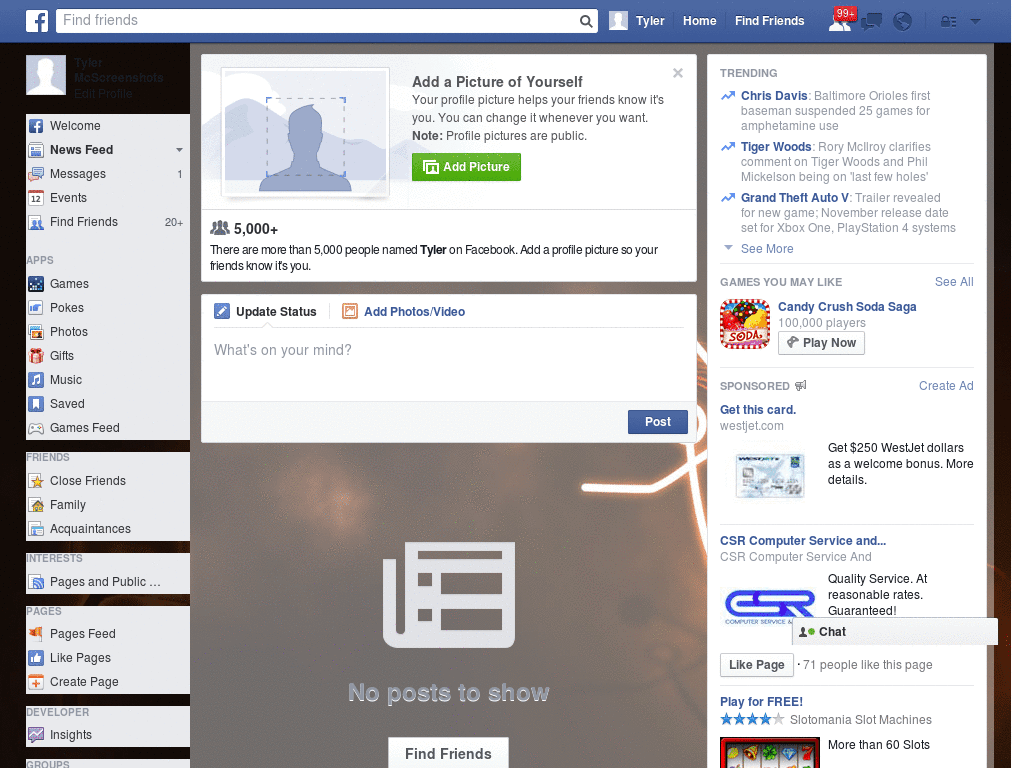 Find friends
Tyler
Home
Find Friends
99+
Tyler
McScreenshots
Edit Profile
Welcome
News Feed
Messages 1
12 Events
Find Friends 20+
APPS
Games
Pokes
Photos
Gifts
Music
Saved
Games Feed
FRIENDS
Close Friends
Family
Acquaintances
INTERESTS
Pages and Public ...
PAGES
Pages Feed
Like Pages
Create Page
DEVELOPER
Insights
GROUPS
Add a Picture of Yourself
Your profile picture helps your friends know it's
you. You can change it whenever you want.
Note: Profile pictures are public.
Add Picture
5,000+
There are more than 5,000 people named Tyler on Facebook. Add a profile picture so your
friends know it's you.
Update Status
Add Photos/Video
What's on your mind?
Post
No posts to show
Find Friends
TRENDING
Chris Davis: Baltimore Orioles first
baseman suspended 25 games for
amphetamine use
Tiger Woods: Rory McIlroy clarifies
comment on Tiger Woods and Phil
Mickelson being on 'last few holes'
Grand Theft Auto V: Trailer revealed
for new game; November release date
set for Xbox One, PlayStation 4 systems
See More
GAMES YOU MAY LIKE See All
SODA
Candy Crush Soda Saga
100,000 players
Play Now
SPONSORED Create Ad
Get this card.
westjet.com
WESTJET
Get $250 WestJet dollars
as a welcome bonus. More
details.
CSR Computer Service and...
CSR Computer Service And
CSR
COMPUTER SERVICE &
Quality Service. At
reasonable rates.
Guaranteed!
Chat
Like Page · 71 people like this page
Play for FREE!
Slotomania Slot Machines
More than 60 Slots